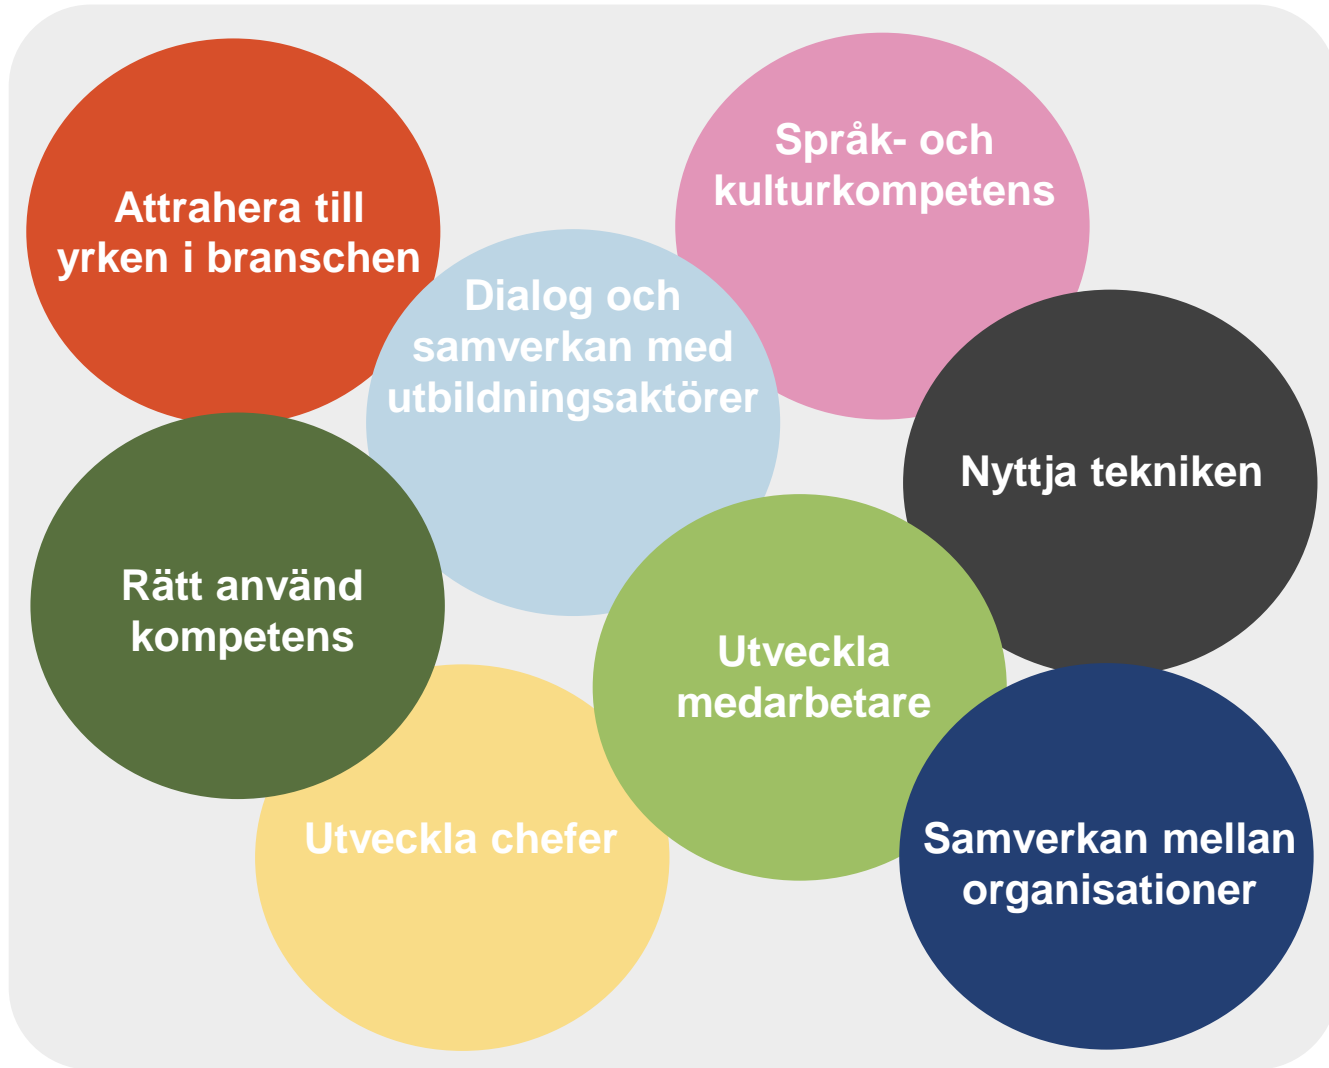 Attrahera till
yrken i branschen
Språk- och
kulturkompetens
Dialog och
samverkan med
utbildningsaktörer
Nyttja tekniken
Rätt använd
kompetens
Utveckla
medarbetare
Utveckla chefer
Samverkan mellan
organisationer